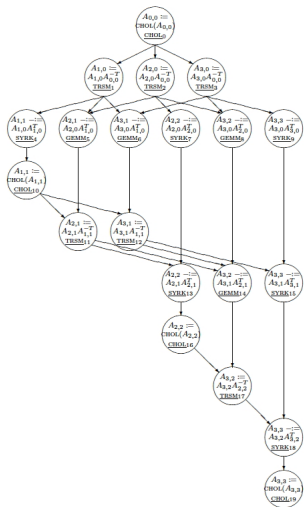 A0,0 :=
CHOL(A0,0)
CHOL0
A1,0 :=
A1,0A0,0^-T
TRSM1
A2,0 :=
A2,0A0,0^-T
TRSM2
A3,0 :=
A3,0A0,0^-T
TRSM3
A1,1 −:=
A1,0A1,0^T
SYRK4
A2,1 −:=
A2,0A1,0^T
GEMM5
A3,1 −:=
A3,0A1,0^T
GEMM6
A2,2 −:=
A2,0A2,0^T
SYRK7
A3,2 −:=
A3,0A2,0^T
GEMM8
A3,3 −:=
A3,0A3,0^T
SYRK9
A1,1 :=
CHOL(A1,1)
CHOL10
A2,1 :=
A2,1A1,1^-T
TRSM11
A3,1 :=
A3,1A1,1^-T
TRSM12
A2,2 −:=
A2,1A2,1^T
SYRK13
A3,2 −:=
A3,1A2,1^T
GEMM14
A3,3 −:=
A3,1A3,1^T
SYRK15
A2,2 :=
CHOL(A2,2)
CHOL16
A3,2 :=
A3,2A2,2^-T
TRSM17
A3,3 −:=
A3,2A3,2^T
SYRK18
A3,3 :=
CHOL(A3,3)
CHOL19